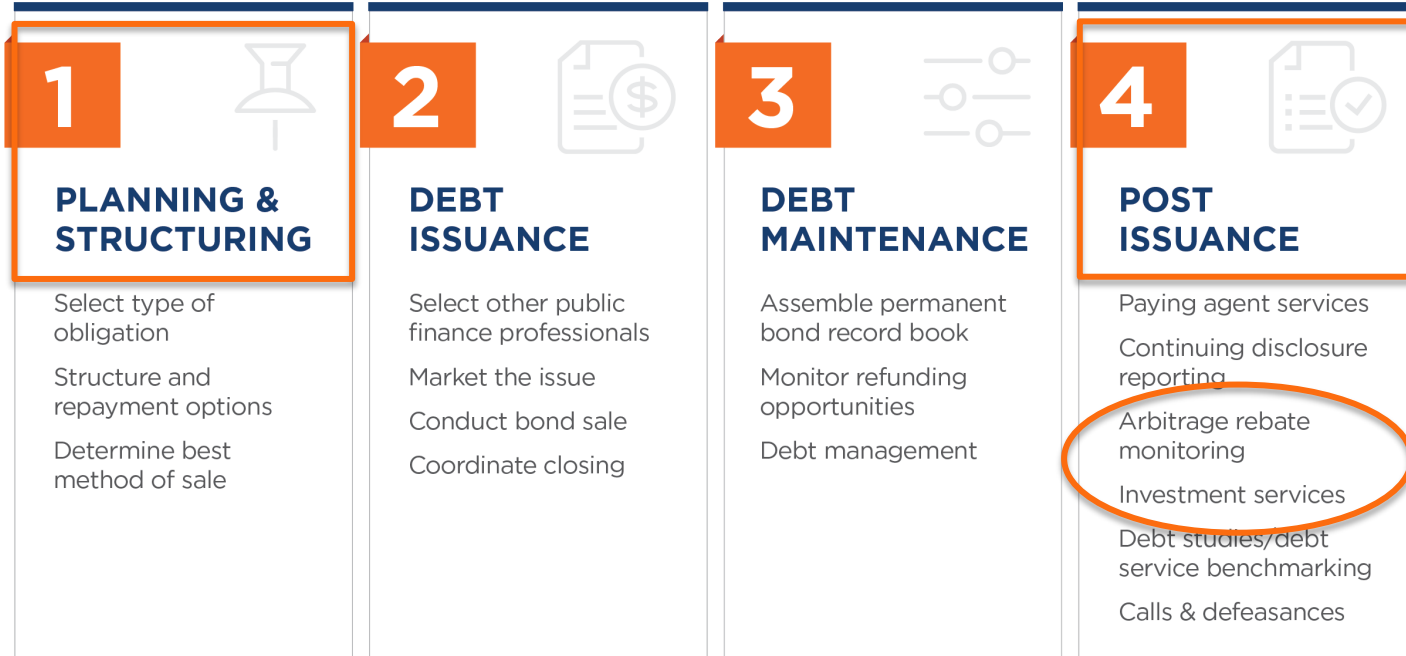 1
PLANNING &
STRUCTURING
Select type of
obligation
Structure and
repayment options
Determine best
method of sale
2
DEBT
ISSUANCE
Select other public
finance professionals
Market the issue
Conduct bond sale
Coordinate closing
3
DEBT
MAINTENANCE
Assemble permanent
bond record book
Monitor refunding
opportunities
Debt management
4
POST
ISSUANCE
Paying agent services
Continuing disclosure
reporting
Arbitrage rebate
monitoring
Investment services
Debt studies/debt
service benchmarking
Calls & defeasances